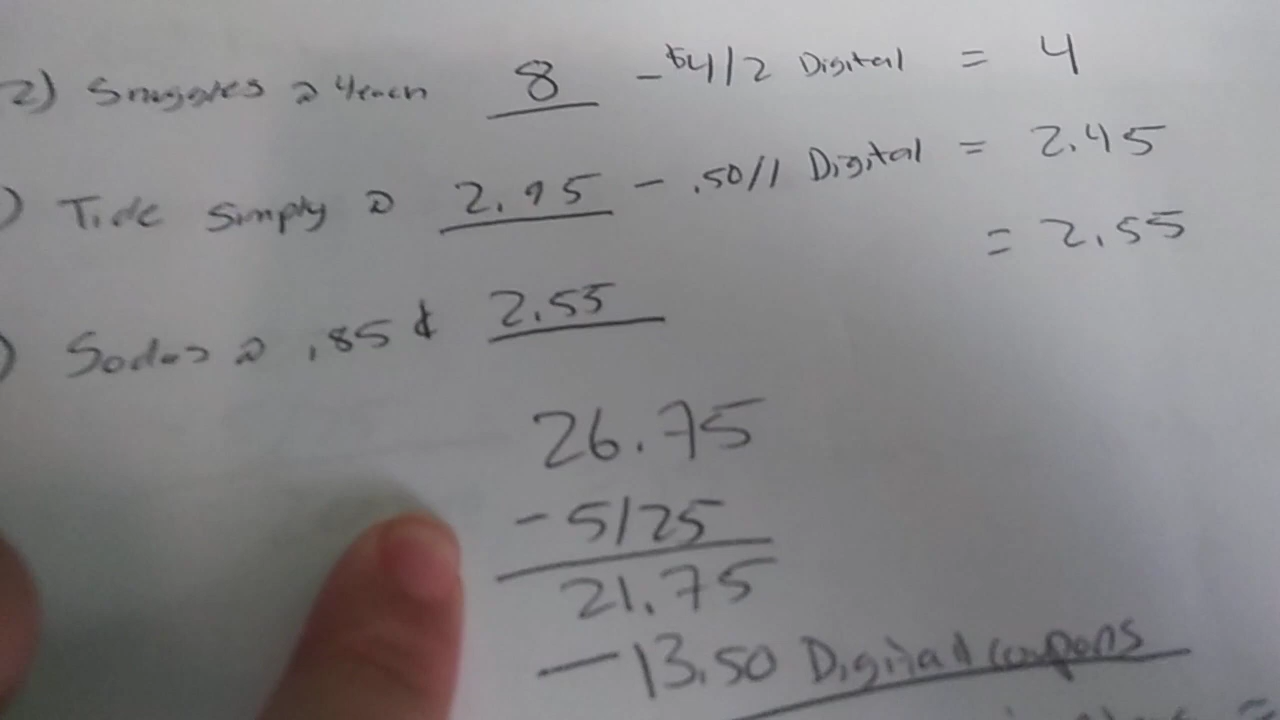 2) Snuggles @ 4 each 8 - $4/2 Digital = 4
) Tide Simply @ 2.95 - .50/1 Digital = 2.45
= 2.55
) Sodas @ .85 ¢ 2.55
26.75
- 5/25
21.75
- 13.50 Digital coupons